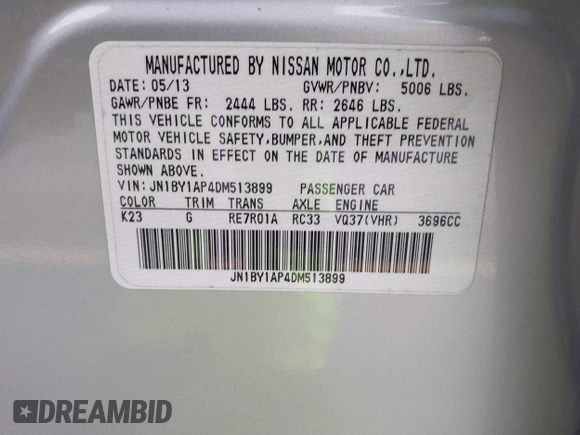 MANUFACTURED BY NISSAN MOTOR CO.,LTD.
DATE: 05/13 GVWR/PNBV: 5006 LBS.
GAWR/PNBE FR: 2444 LBS. RR: 2646 LBS.
THIS VEHICLE CONFORMS TO ALL APPLICABLE FEDERAL
MOTOR VEHICLE SAFETY,BUMPER,AND THEFT PREVENTION
STANDARDS IN EFFECT ON THE DATE OF MANUFACTURE
SHOWN ABOVE.
VIN: JN1BY1AP4DM513899 PASSENGER CAR
COLOR TRIM TRANS AXLE ENGINE
K23 G RE7R01A RC33 VQ37(VHR) 3696CC
JN1BY1AP4DM513899
DREAMBID